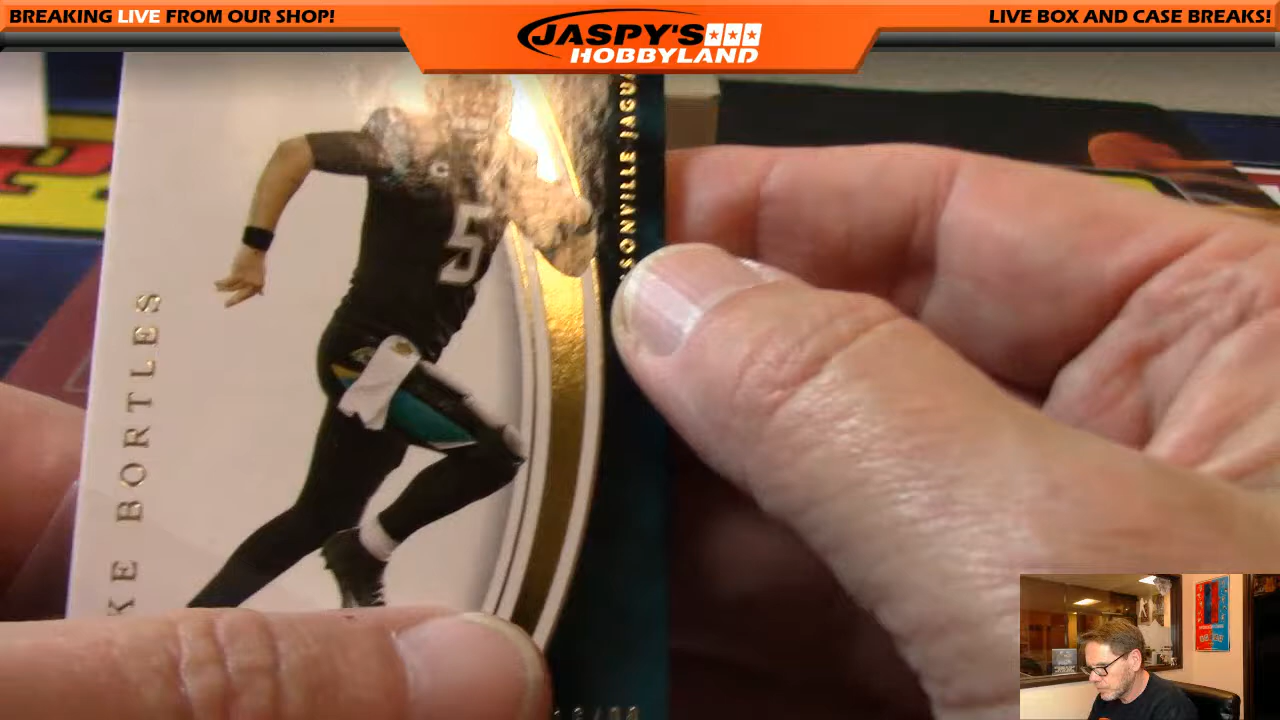 BREAKING LIVE FROM OUR SHOP!
JASPY'S
HOBBYLAND
LIVE BOX AND CASE BREAKS!
SONVILLE JAGU
5
KE BORTLES